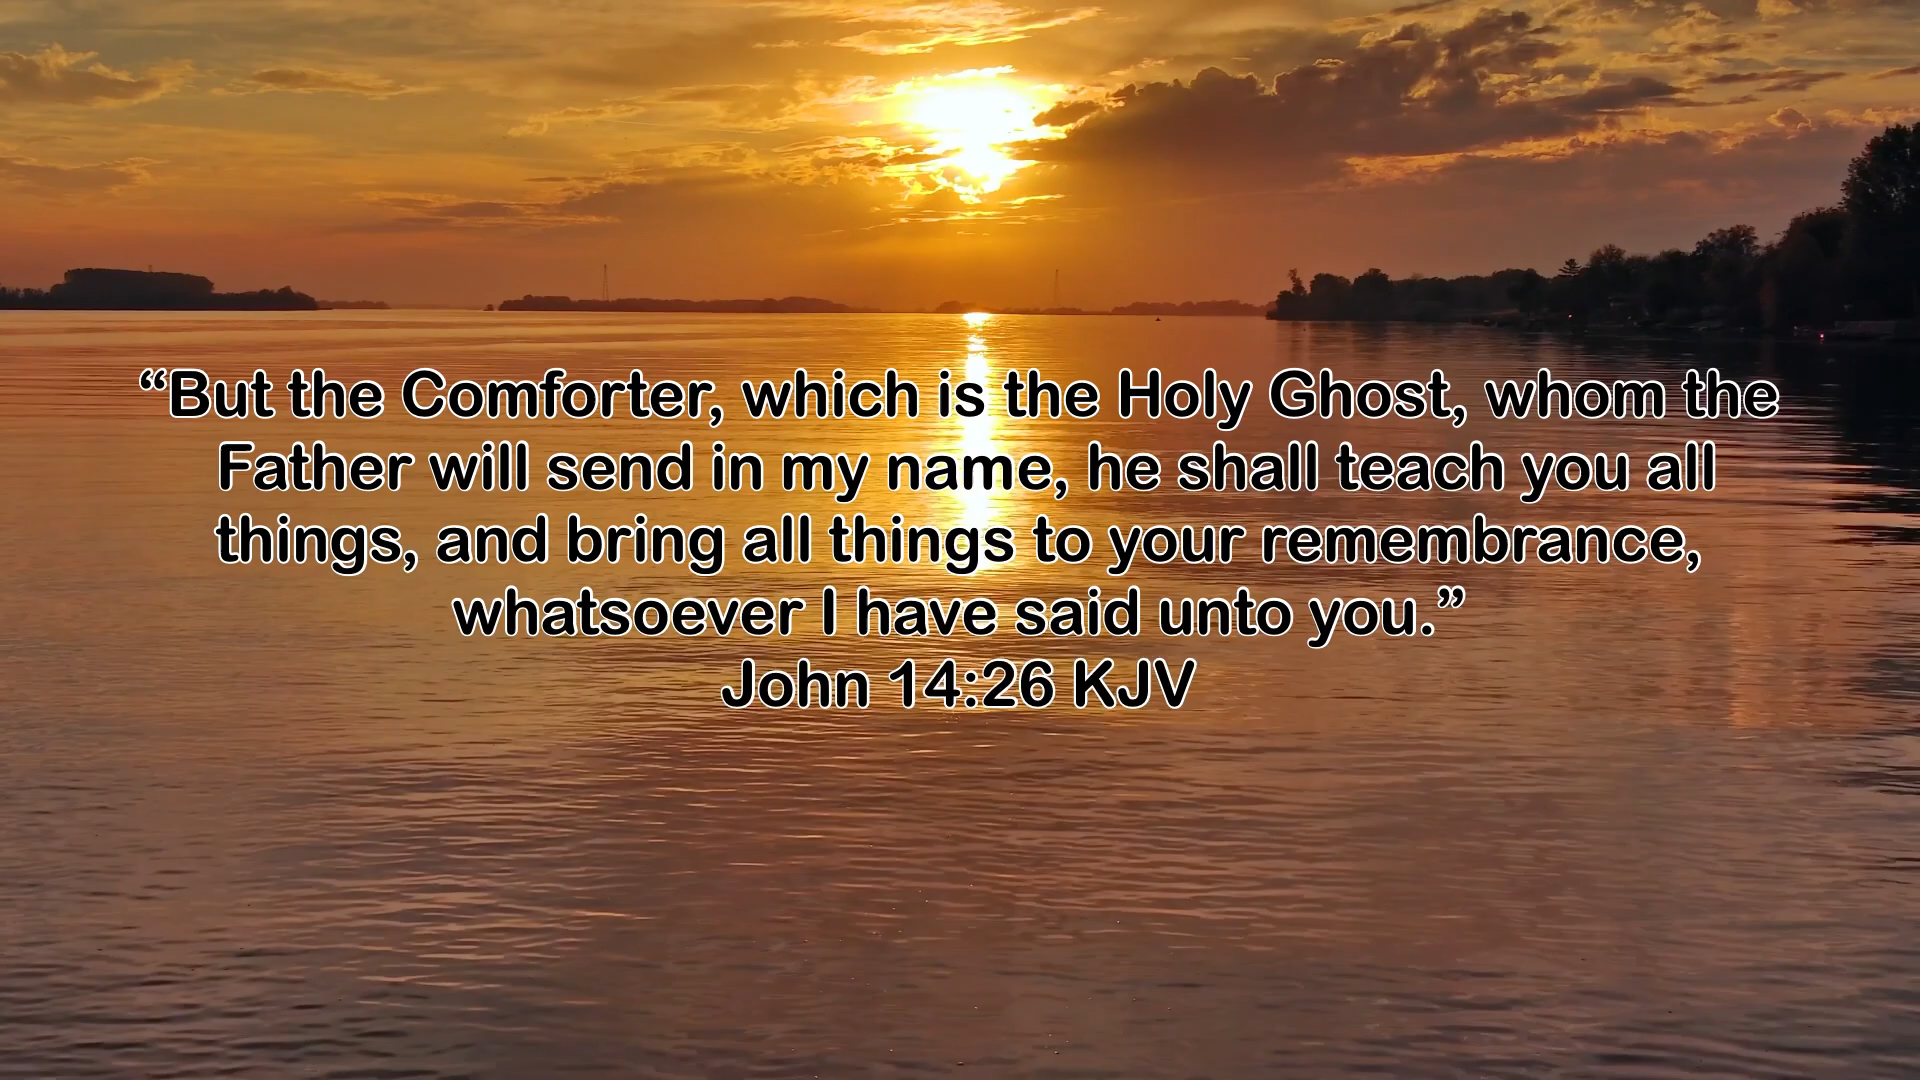 “But the Comforter, which is the Holy Ghost, whom the
Father will send in my name, he shall teach you all
things, and bring all things to your remembrance,
whatsoever I have said unto you.”
John 14:26 KJV